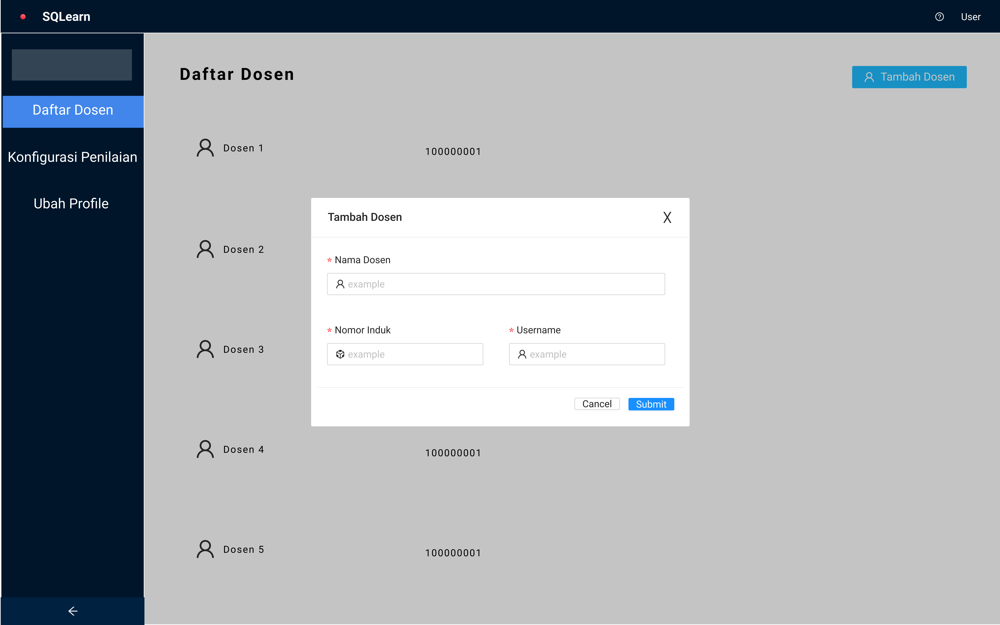 SQLearn
User
Daftar Dosen
Konfigurasi Penilaian
Ubah Profile
Daftar Dosen
Tambah Dosen
Dosen 1
100000001
Dosen 2
Dosen 3
Dosen 4
100000001
Dosen 5
100000001
Tambah Dosen
X
* Nama Dosen
example
* Nomor Induk
* Username
example
example
Cancel
Submit